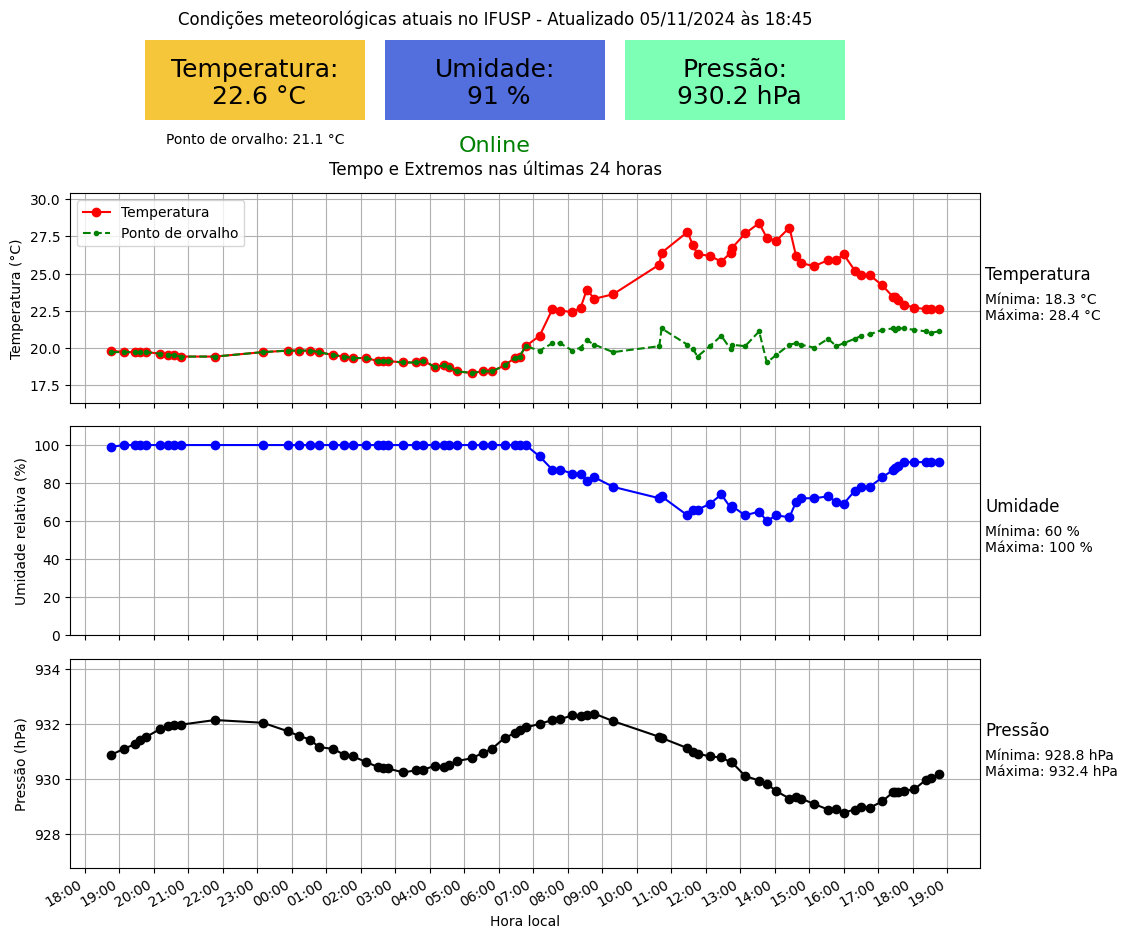 Condições meteorológicas atuais no IFUSP - Atualizado 05/11/2024 às 18:45
Temperatura:
22.6 °C
Umidade:
91 %
Pressão:
930.2 hPa
Ponto de orvalho: 21.1 °C
Online
Tempo e Extremos nas últimas 24 horas
Temperatura (°C)
30.0
27.5
25.0
22.5
20.0
17.5
Temperatura
Ponto de orvalho
Temperatura
Mínima: 18.3 °C
Máxima: 28.4 °C
Umidade relativa (%)
100
80
60
40
20
0
Umidade
Mínima: 60 %
Máxima: 100 %
Pressão (hPa)
934
932
930
928
Pressão
Mínima: 928.8 hPa
Máxima: 932.4 hPa
18:00 19:00 20:00 21:00 22:00 23:00 00:00 01:00 02:00 03:00 04:00 05:00 06:00 07:00 08:00 09:00 10:00 11:00 12:00 13:00 14:00 15:00 16:00 17:00 18:00 19:00
Hora local